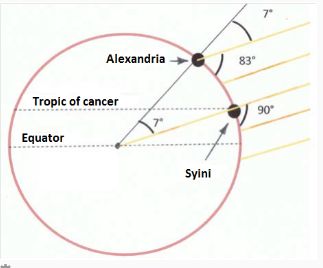 7°
Alexandria
83°
Tropic of cancer
90°
7°
Equator
Syini